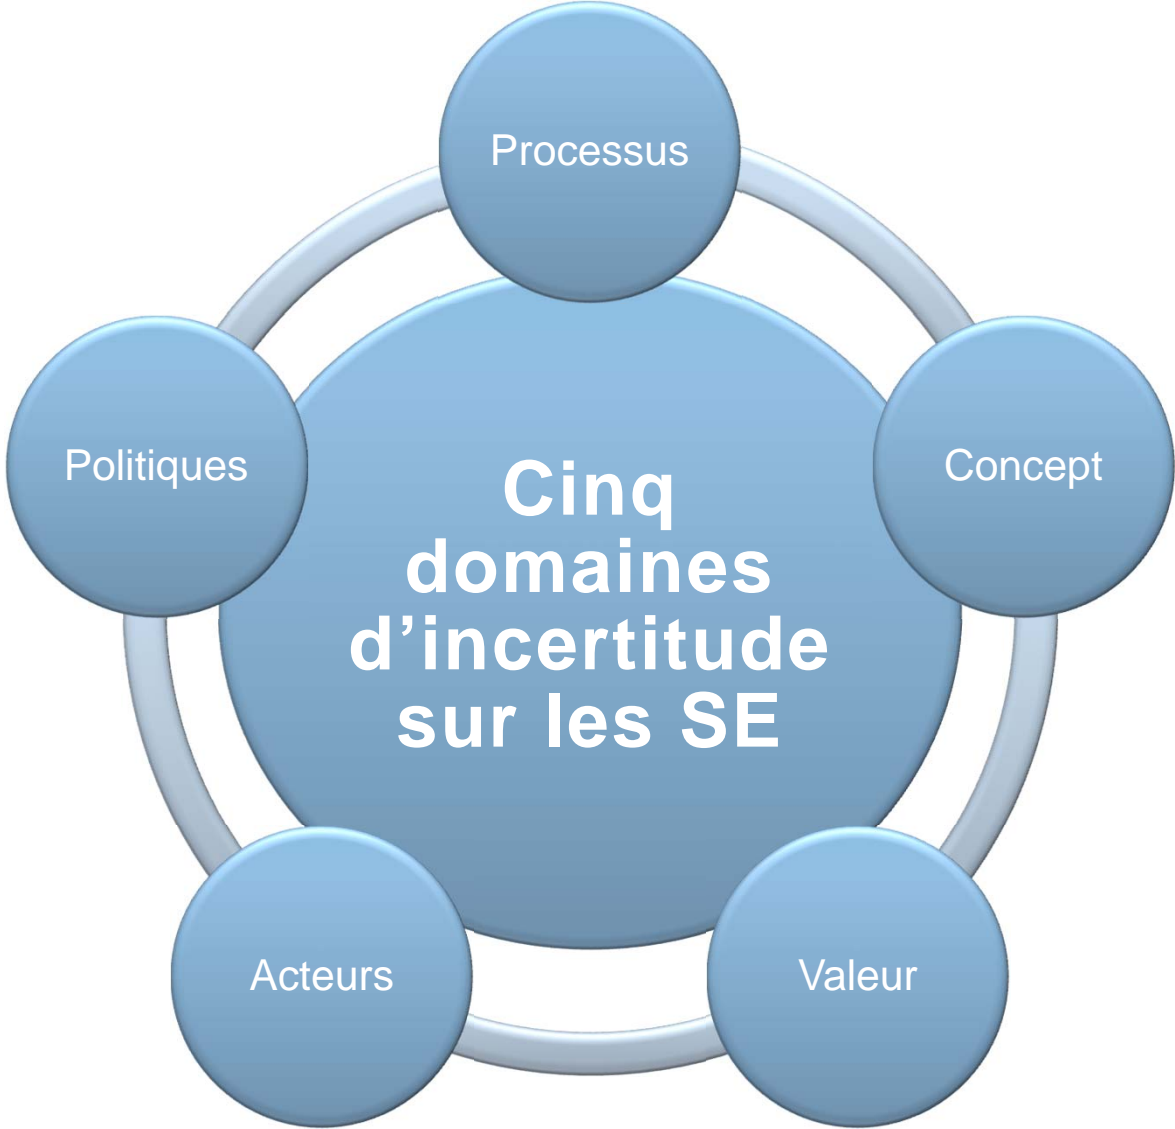 Processus
Politiques
Concept
Cinq
domaines
d’incertitude
sur les SE
Acteurs
Valeur